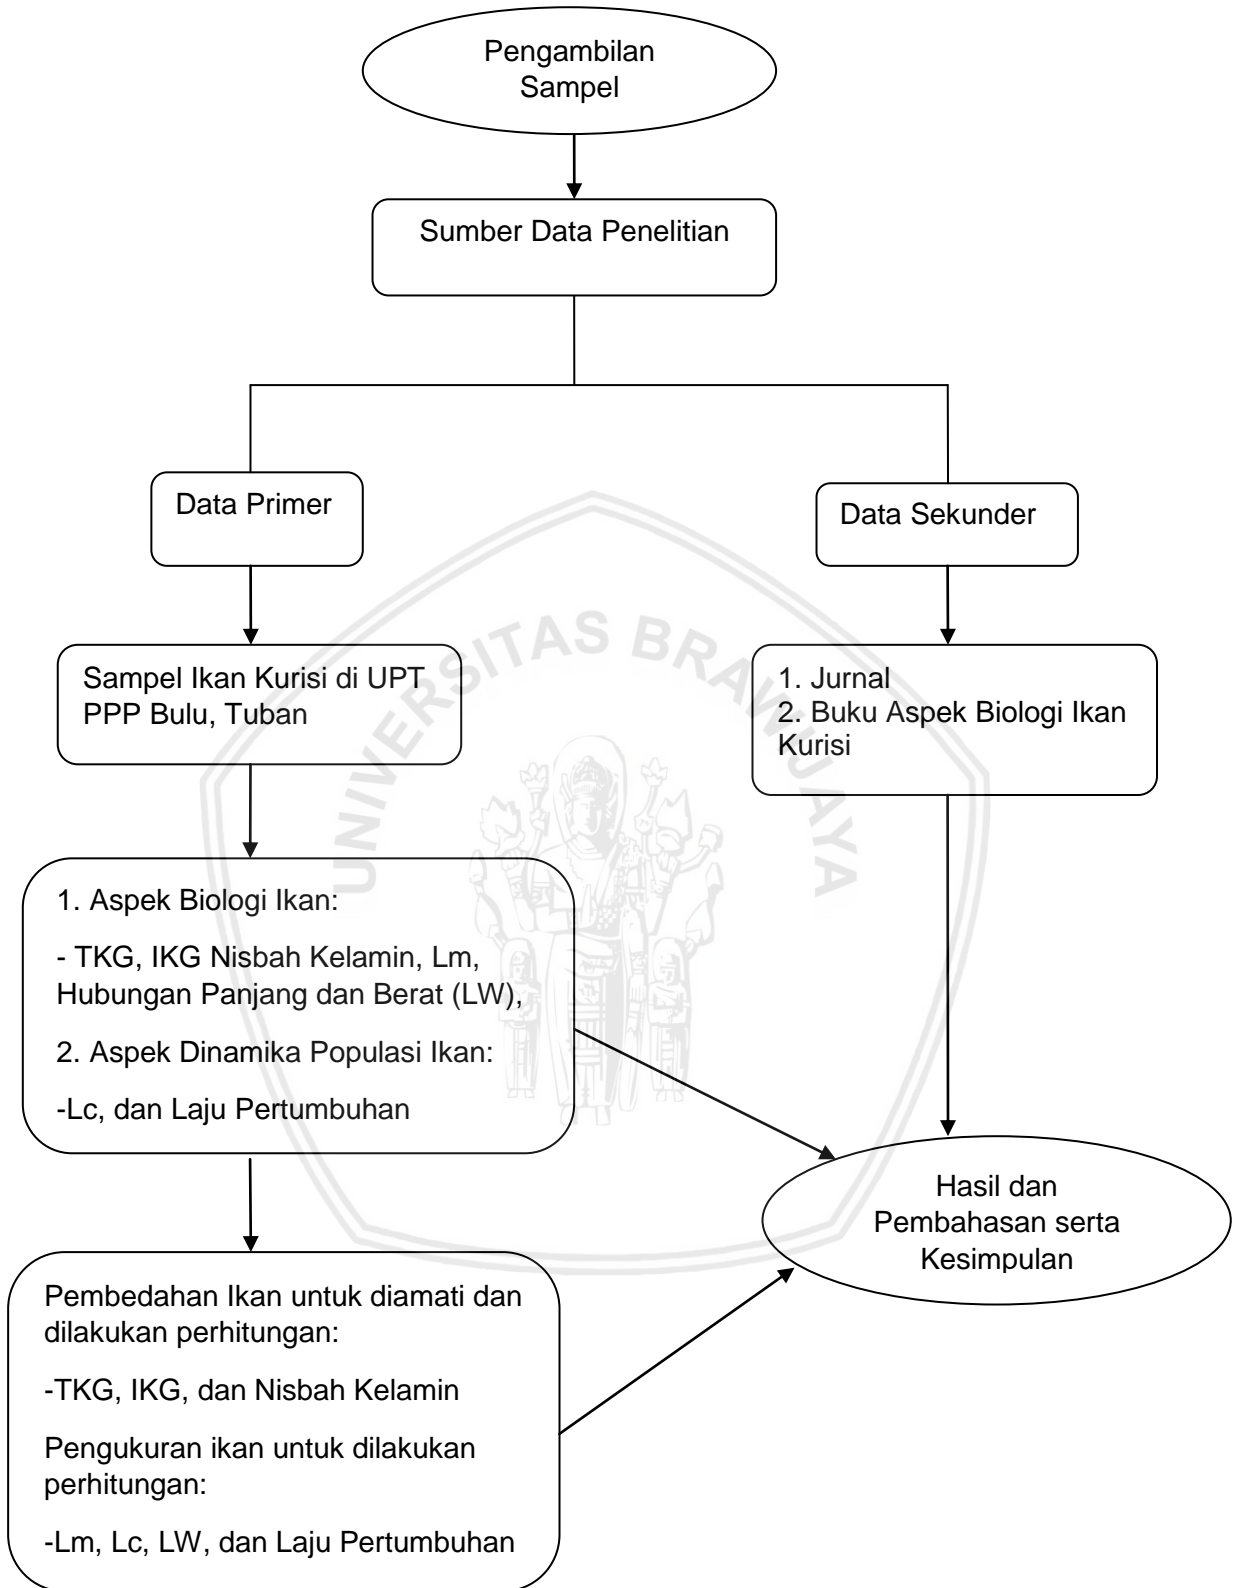 Pengambilan
Sampel
Sumber Data Penelitian
Data Primer
Data Sekunder
Sampel Ikan Kurisi di UPT
PPP Bulu, Tuban
1. Jurnal
2. Buku Aspek Biologi Ikan
Kurisi
UNIVERSITAS BRAWIJAYA
1. Aspek Biologi Ikan:
- TKG, IKG Nisbah Kelamin, Lm,
Hubungan Panjang dan Berat (LW),
2. Aspek Dinamika Populasi Ikan:
-Lc, dan Laju Pertumbuhan
Hasil dan
Pembahasan serta
Kesimpulan
Pembedahan Ikan untuk diamati dan
dilakukan perhitungan:
-TKG, IKG, dan Nisbah Kelamin
Pengukuran ikan untuk dilakukan
perhitungan:
-Lm, Lc, LW, dan Laju Pertumbuhan